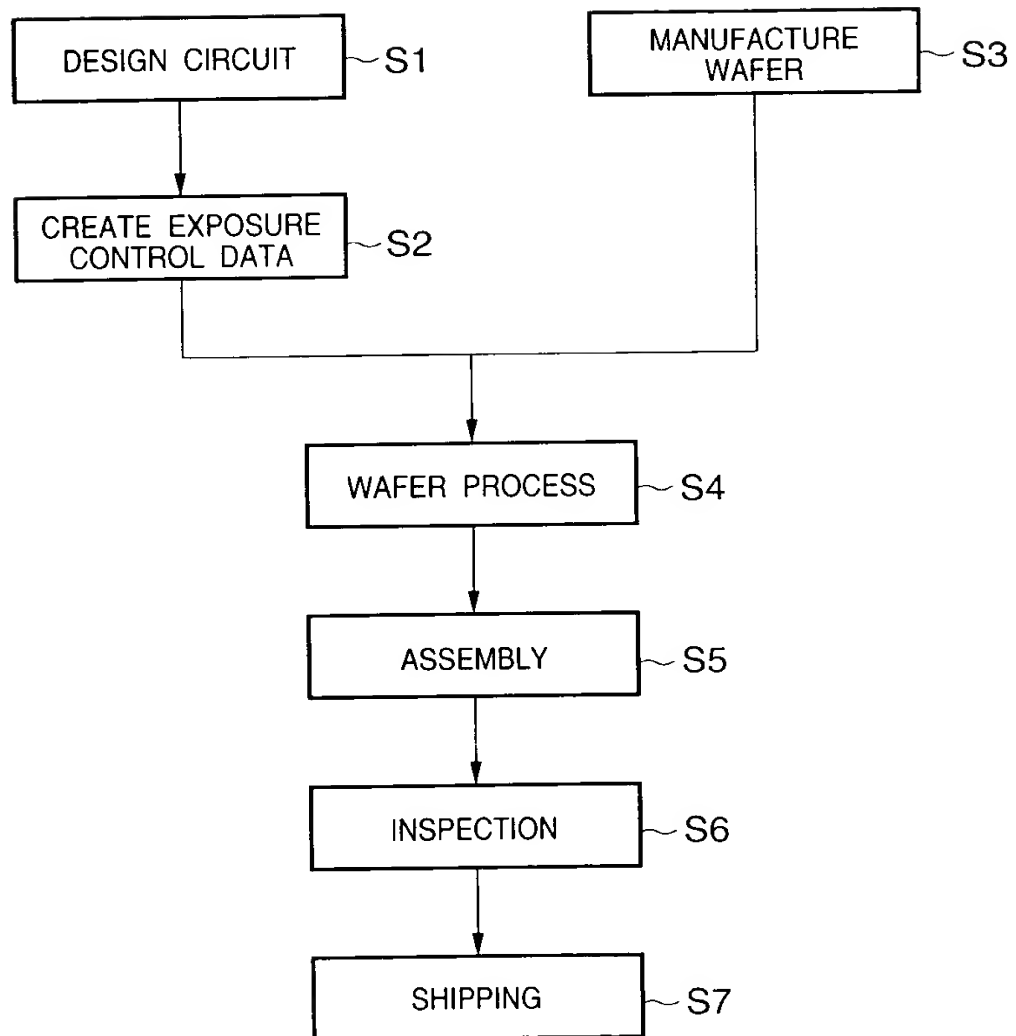 DESIGN CIRCUIT
S1
MANUFACTURE
WAFER
S3
CREATE EXPOSURE
CONTROL DATA
S2
WAFER PROCESS
S4
ASSEMBLY
S5
INSPECTION
S6
SHIPPING
S7